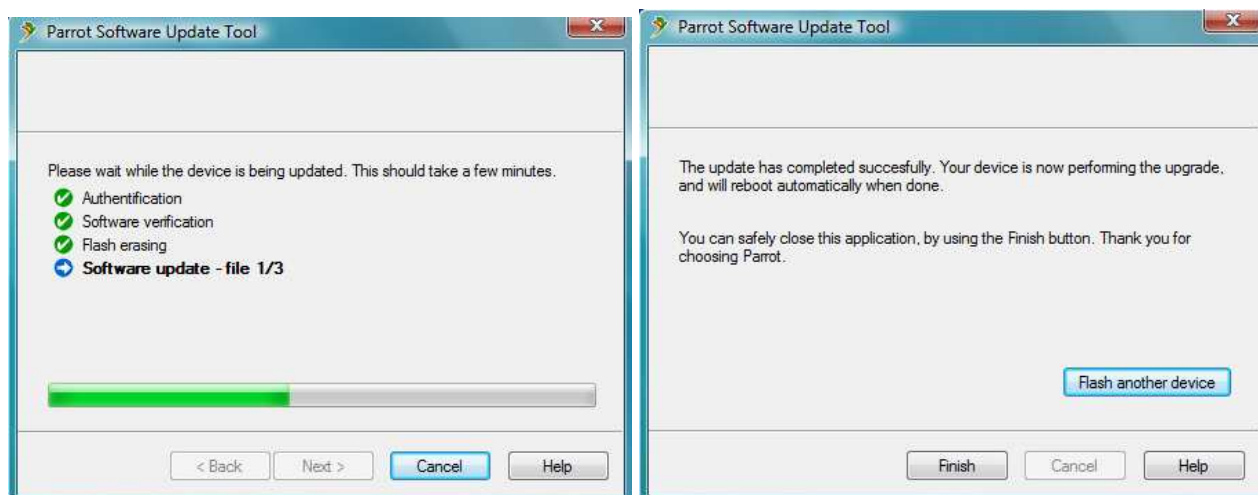 Parrot Software Update Tool
Please wait while the device is being updated. This should take a few minutes.
Authentification
Software verification
Flash erasing
Software update - file 1/3
< Back
Next >
Cancel
Help
Parrot Software Update Tool
The update has completed succesfully. Your device is now performing the upgrade,
and will reboot automatically when done.
You can safely close this application, by using the Finish button. Thank you for
choosing Parrot.
Flash another device
Finish
Cancel
Help